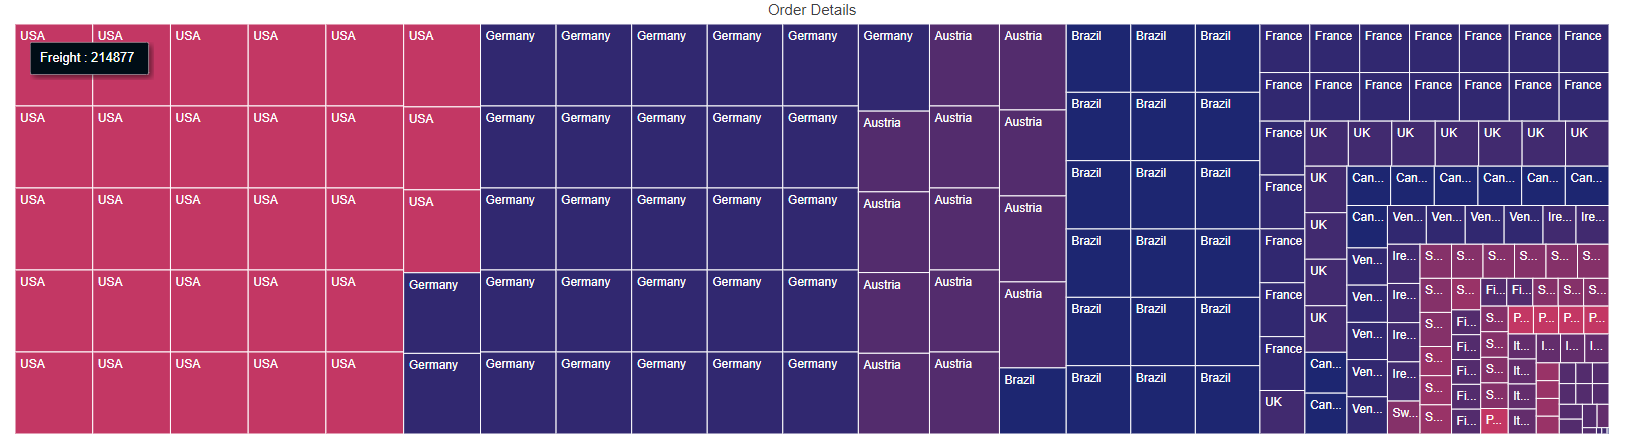 Order Details
USA USA USA USA USA USA Germany Germany Germany Germany Germany Germany Austria Austria Brazil Brazil Brazil France France France France France France France
Freight : 214877
France France France France France France France
USA USA USA USA USA USA Germany Germany Germany Germany Germany Austria Austria Austria Brazil Brazil Brazil France UK UK UK UK UK UK UK
USA USA USA USA USA USA Germany Germany Germany Germany Germany Austria Austria Austria Brazil Brazil Brazil France UK Can... Can... Can... Can... Can... Can...
Brazil Brazil Brazil France UK Can... Ven... Ven... Ven... Ven... Ire... Ire...
UK Ven... Ire... S... S... S... S... S... S...
USA USA USA USA USA Germany Germany Germany Germany Germany Germany Austria Austria Austria Brazil Brazil Brazil France Ven... Ire... S... S... Fi... Fi... S... S... S...
UK S... Fi... S... P... P... P... P...
Ven... Ire...
France S... Fi... S... It... I... I... I...
USA USA USA USA USA Germany Germany Germany Germany Germany Germany Austria Austria Brazil Brazil Brazil Brazil Can... Ven... Ire... Fi... S... It...
UK Can... Ven... S... Fi... S... It...
Sw... S... Fi... P... It...